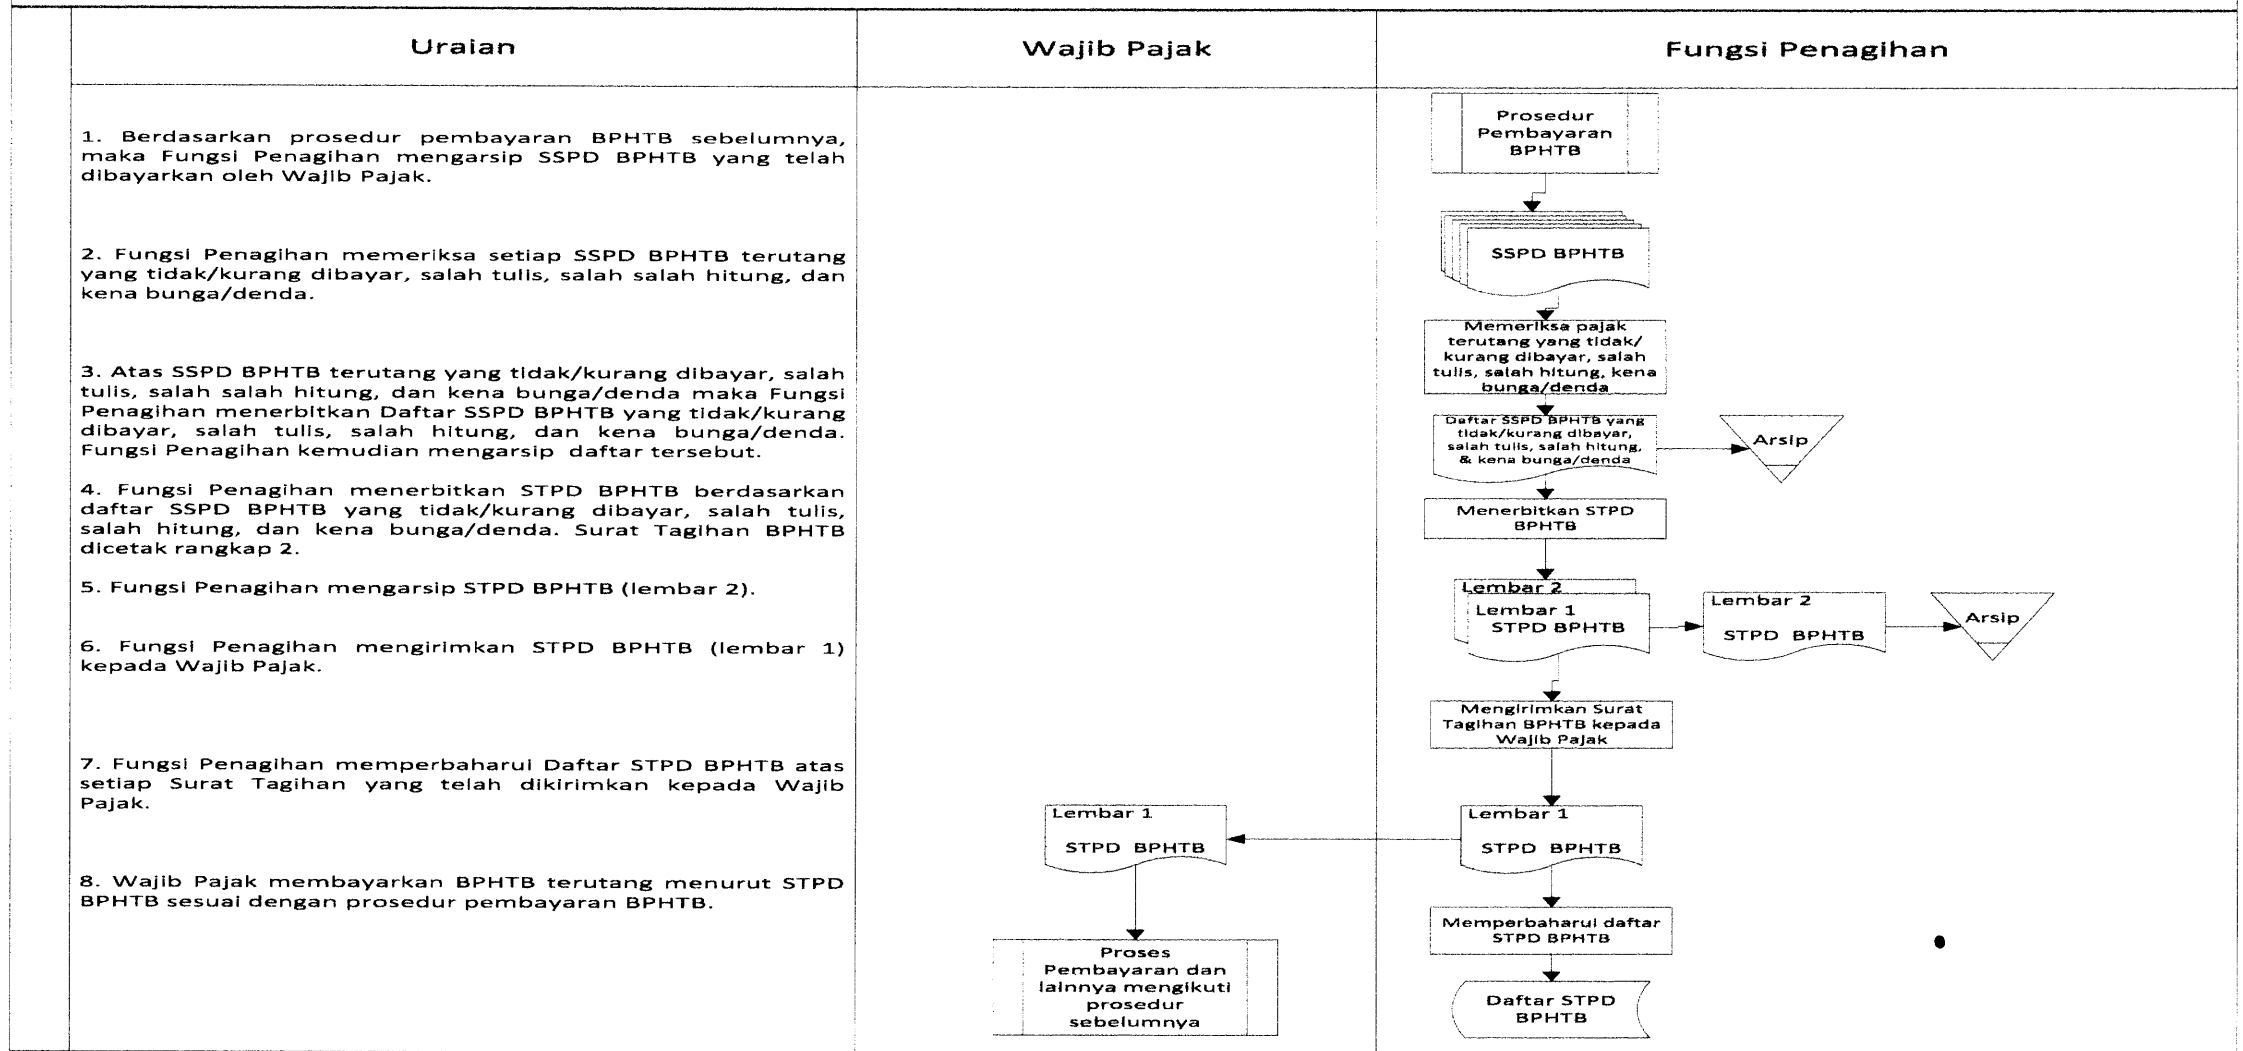 Uraian
Wajib Pajak
Fungsi Penagihan
1. Berdasarkan prosedur pembayaran BPHTB sebelumnya,
maka Fungsi Penagihan mengarsip SSPD BPHTB yang telah
dibayarkan oleh Wajib Pajak.
2. Fungsi Penagihan memeriksa setiap SSPD BPHTB terutang
yang tidak/kurang dibayar, salah tulis, salah salah hitung, dan
kena bunga/denda.
3. Atas SSPD BPHTB terutang yang tidak/kurang dibayar, salah
tulis, salah salah hitung, dan kena bunga/denda maka Fungsi
Penagihan menerbitkan Daftar SSPD BPHTB yang tidak/kurang
dibayar, salah tulis, salah hitung, dan kena bunga/denda.
Fungsi Penagihan kemudian mengarsip daftar tersebut.
4. Fungsi Penagihan menerbitkan STPD BPHTB berdasarkan
daftar SSPD BPHTB yang tidak/kurang dibayar, salah tulis,
salah hitung, dan kena bunga/denda. Surat Tagihan BPHTB
dicetak rangkap 2.
5. Fungsi Penagihan mengarsip STPD BPHTB (lembar 2).
6. Fungsi Penagihan mengirimkan STPD BPHTB (lembar 1)
kepada Wajib Pajak.
7. Fungsi Penagihan memperbaharui Daftar STPD BPHTB atas
setiap Surat Tagihan yang telah dikirimkan kepada Wajib
Pajak.
8. Wajib Pajak membayarkan BPHTB terutang menurut STPD
BPHTB sesuai dengan prosedur pembayaran BPHTB.
Lembar 1
STPD BPHTB
Proses
Pembayaran dan
lainnya mengikuti
prosedur
sebelumnya
Prosedur
Pembayaran
BPHTB
SSPD BPHTB
Memeriksa pajak
terutang yang tidak/
kurang dibayar, salah
tulis, salah hitung, kena
bunga/denda
Daftar SSPD BPHTB yang
tidak/kurang dibayar,
salah tulis, salah hitung,
& kena bunga/denda
Arsip
Menerbitkan STPD
BPHTB
Lembar 2
Lembar 1
STPD BPHTB
Lembar 2
STPD BPHTB
Arsip
Mengirimkan Surat
Tagihan BPHTB kepada
Wajib Pajak
Lembar 1
STPD BPHTB
Memperbaharui daftar
STPD BPHTB
Daftar STPD
BPHTB